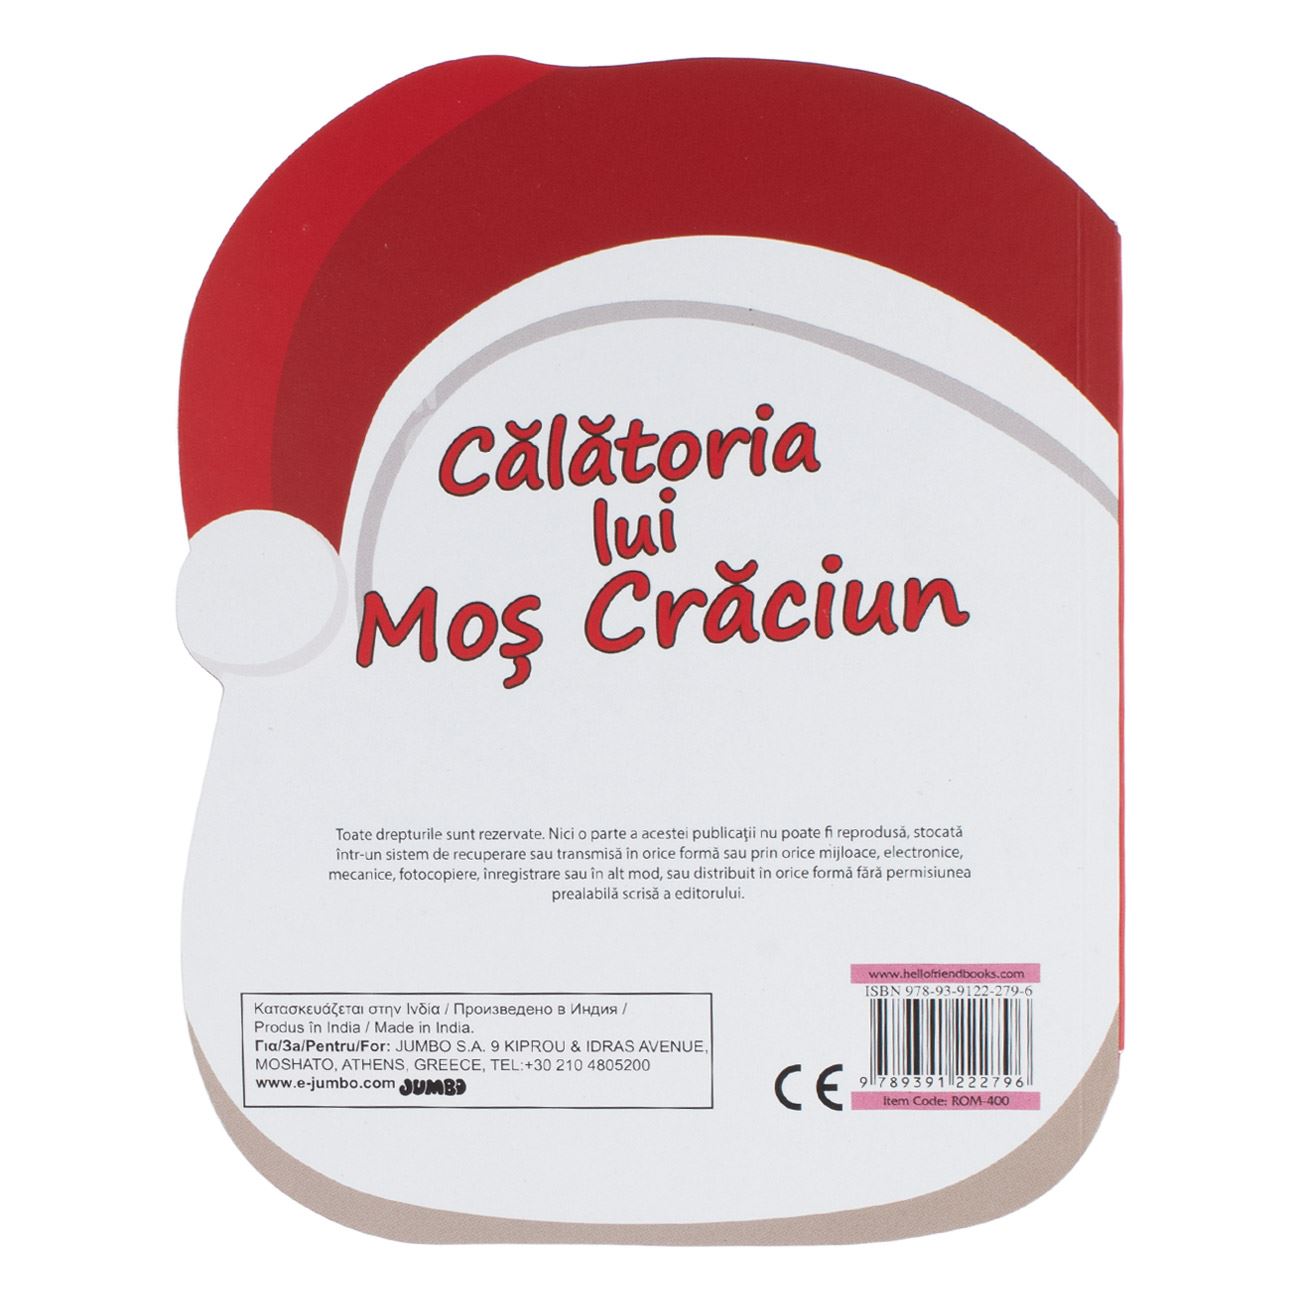 Călătoria
lui
Moş Crăciun
Toate drepturile sunt rezervate. Nici o parte a acestei publicaţii nu poate fi reprodusă, stocată
într-un sistem de recuperare sau transmisă în orice formă sau prin orice mijloace, electronice,
mecanice, fotocopiere, înregistrare sau în alt mod, sau distribuit în orice formă fără permisiunea
prealabilă scrisă a editorului.
Κατασκευάζεται στην Ινδία / Произведено в Индия /
Produs în India / Made in India.
Για/За/Pentru/For: JUMBO S.A. 9 KIPROU & IDRAS AVENUE,
MOSHATO, ATHENS, GREECE, TEL:+30 210 4805200
www.e-jumbo.com JUMBO
CE
www.hellofriendbooks.com
ISBN 978-93-9122-279-6
9 789391 222796
Item Code: ROM-400